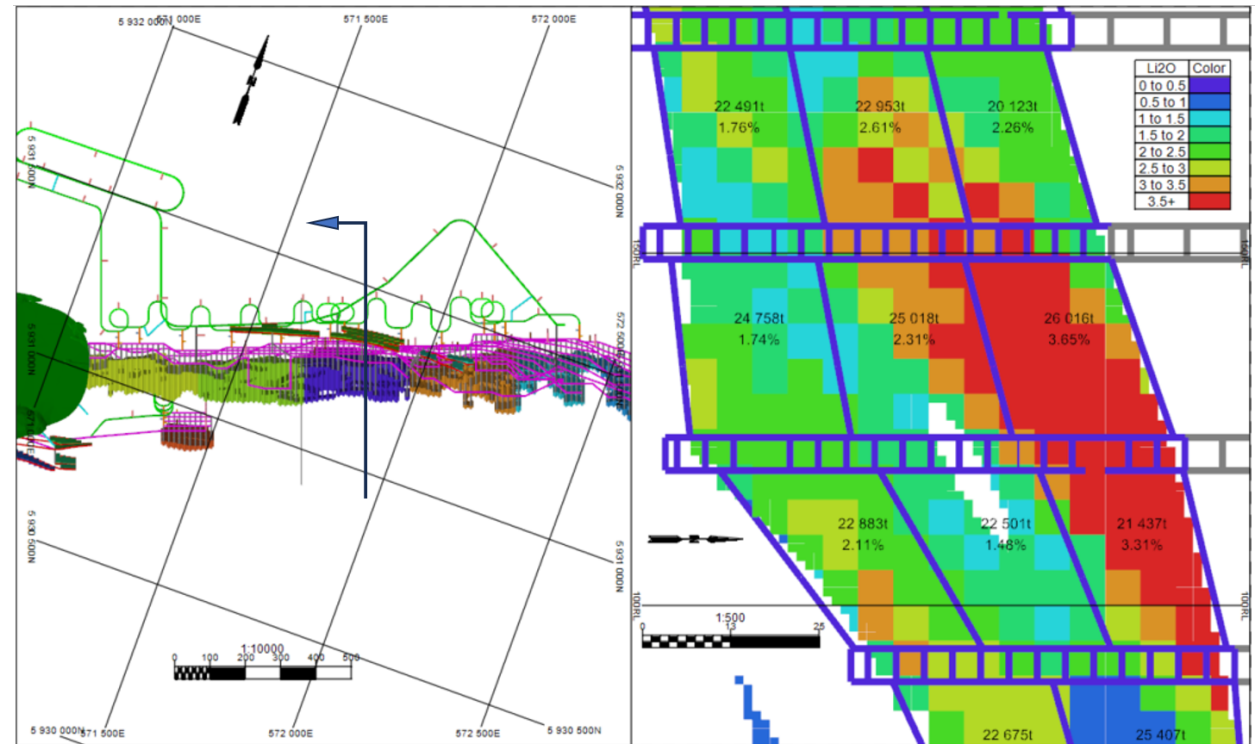 5 932 000N
571 000E
571 500E
572 000E
5 931 500N
5 932 000N
N
5 931 000N
572 500E
5 931 000N
5 930 500N
1:10000
0 100 200 300 400 500
5 930 000N
571 500E
572 000E
572 500E
5 930 500N
Li2O Color
0 to 0.5
0.5 to 1
1 to 1.5
1.5 to 2
2 to 2.5
2.5 to 3
3 to 3.5
3.5+
22 491t
1.76%
22 953t
2.61%
20 123t
2.26%
150RL
150RL
24 758t
1.74%
25 018t
2.31%
26 016t
3.65%
22 883t
2.11%
22 501t
1.48%
21 437t
3.31%
N
100RL
100RL
1:500
0 13 25
22 675t
25 407t